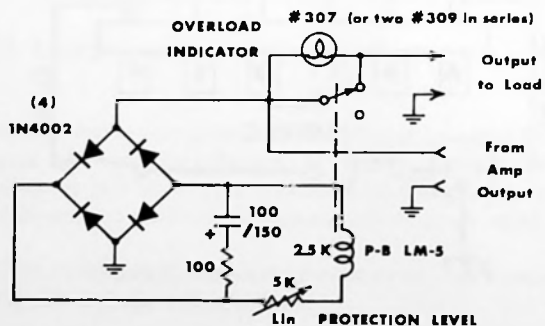 #307 (or two #309 in series)
OVERLOAD
INDICATOR
Output
to Load
(4)
1N4002
From
Amp
Output
100
/150
+
100
2.5K
P-B LM-5
5K
Lin PROTECTION LEVEL